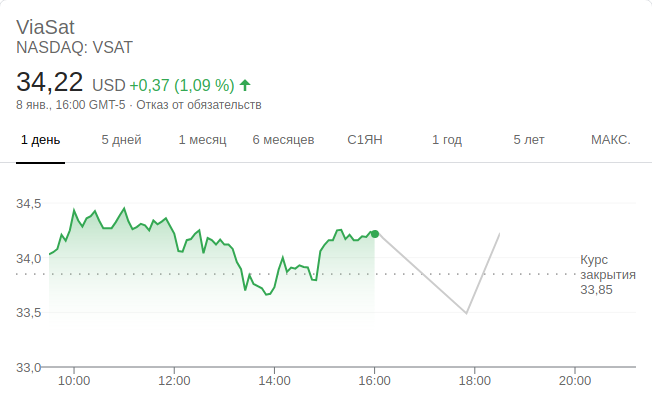 ViaSat
NASDAQ: VSAT
34,22 USD +0,37 (1,09 %)
8 янв., 16:00 GMT-5 · Отказ от обязательств
1 день 5 дней 1 месяц 6 месяцев С1ЯН 1 год 5 лет МАКС.
34,5
34,0
Курс
закрытия
33,85
33,5
33,0
10:00 12:00 14:00 16:00 18:00 20:00